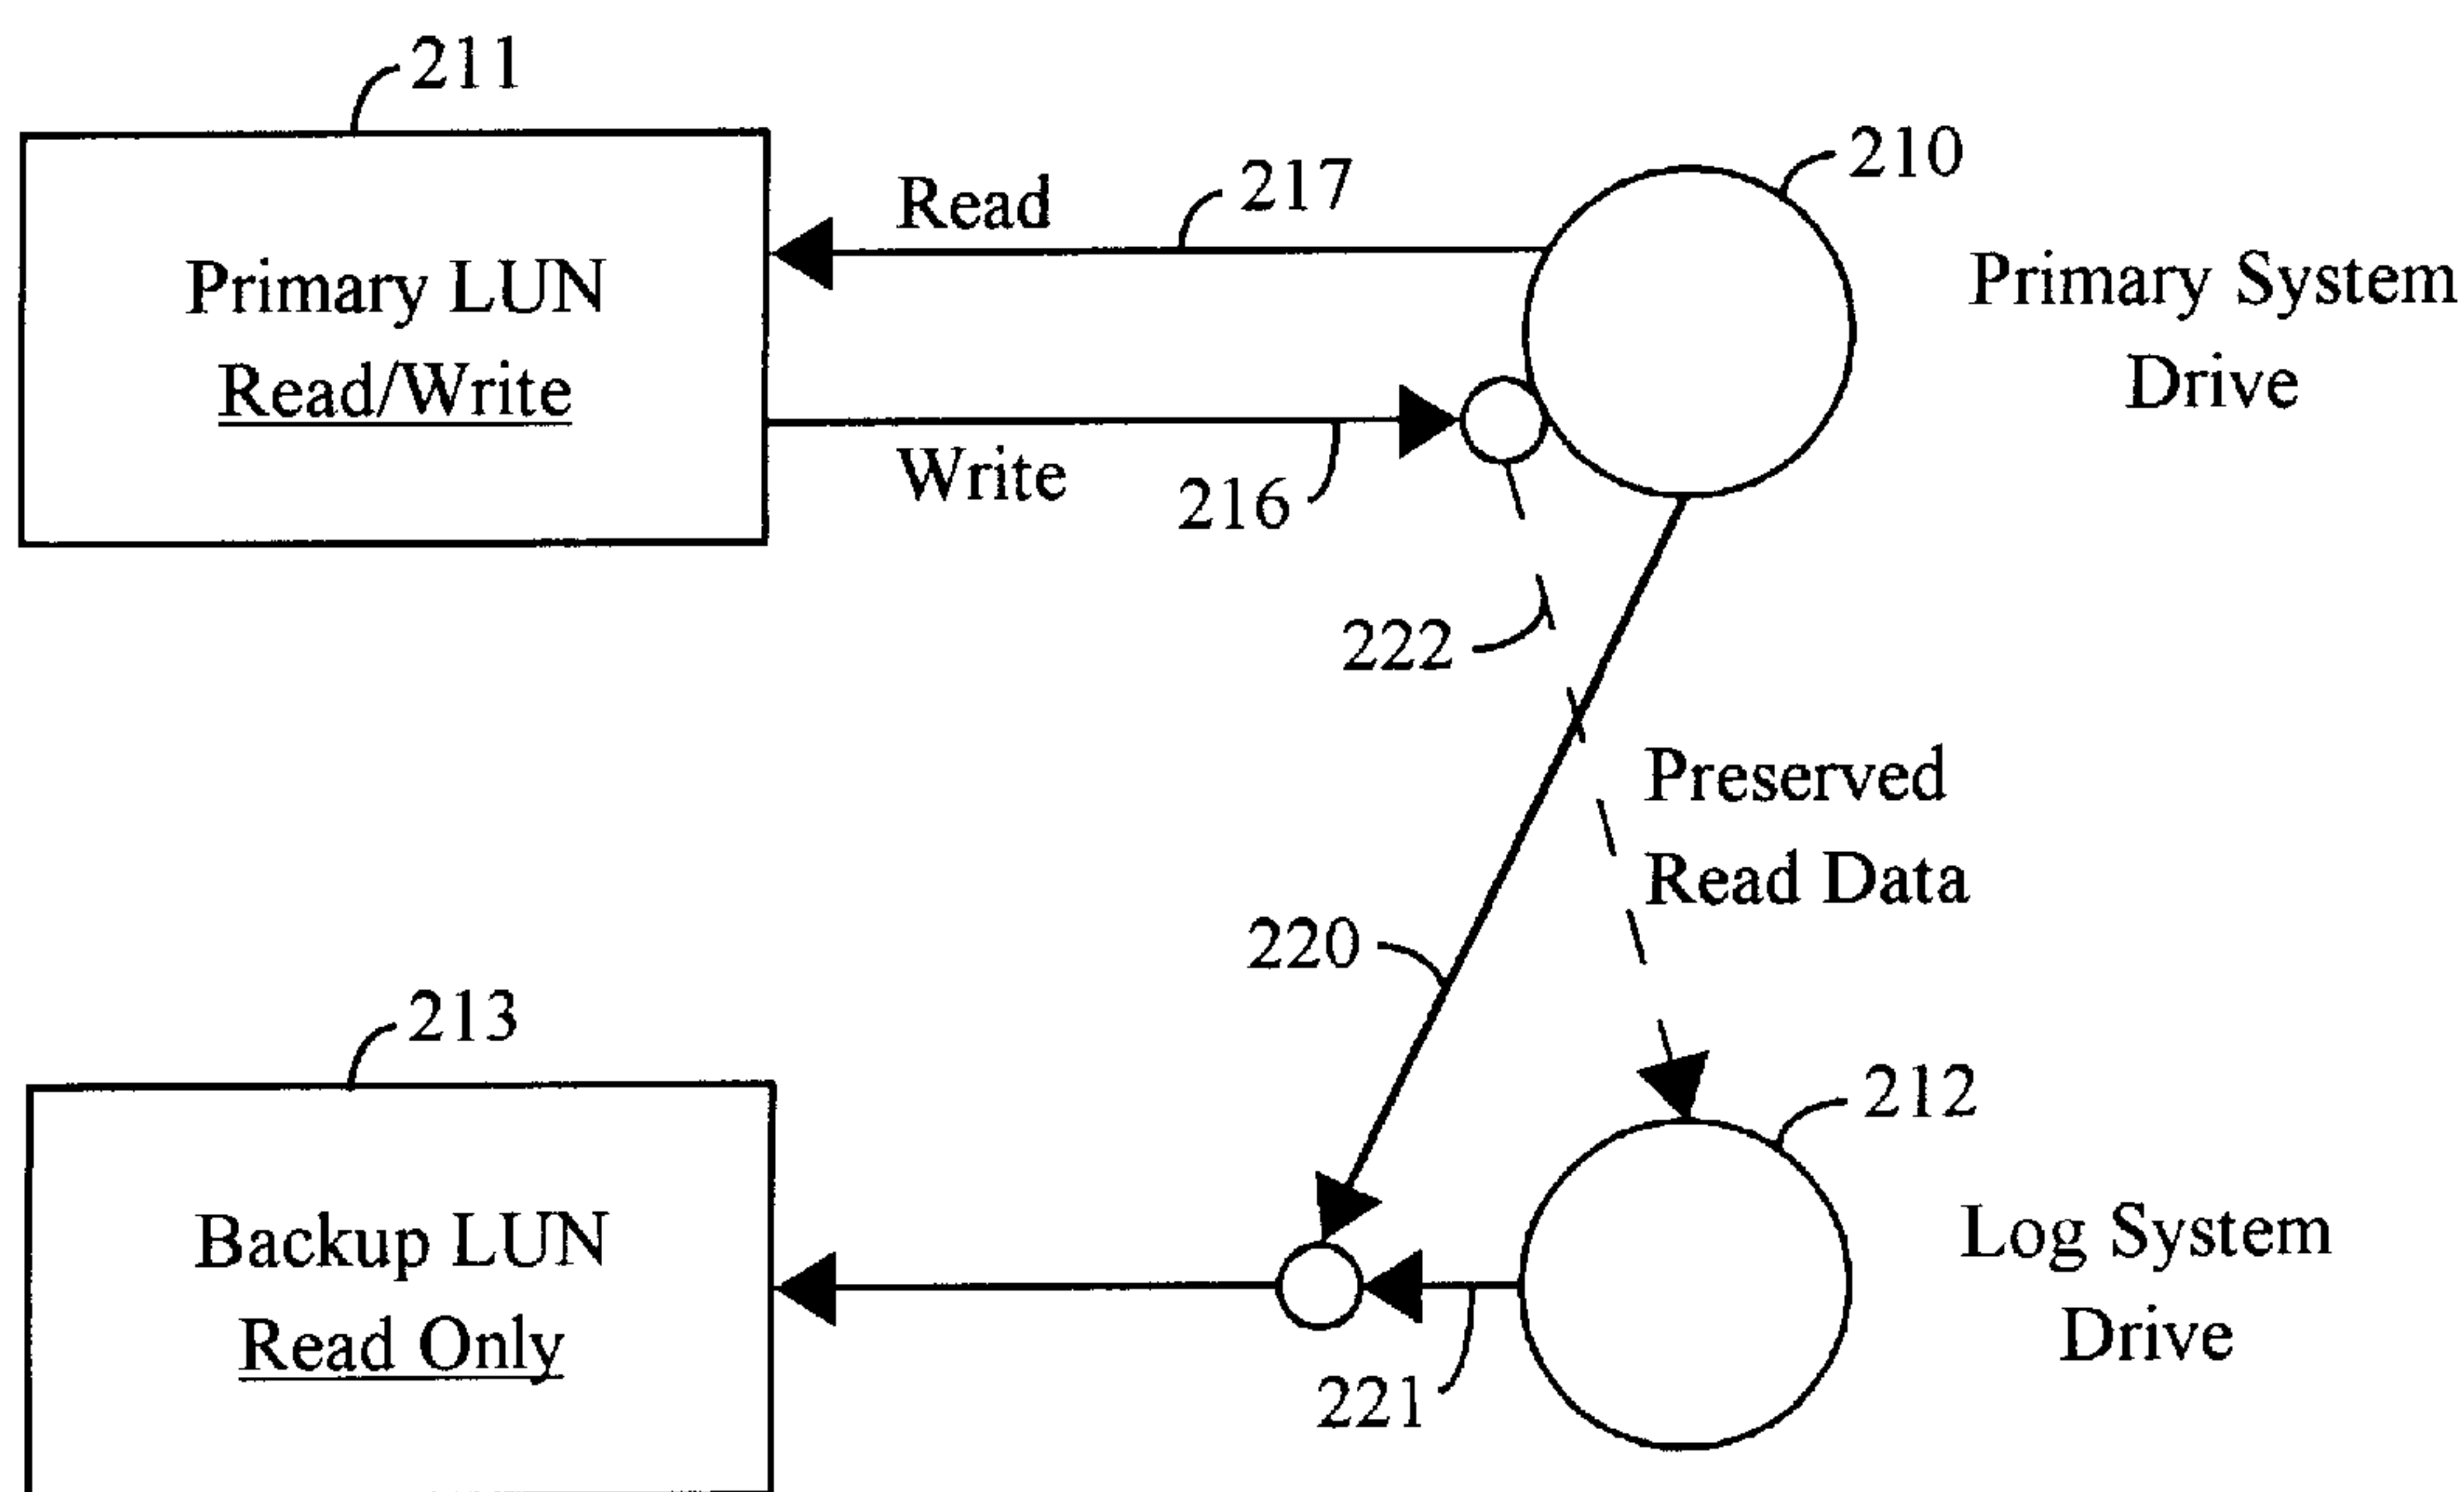 211
210
217
Read
Primary LUN
Read/Write
Primary System
Drive
Write
216
222
Preserved
Read Data
220
213
212
Backup LUN
Read Only
Log System
Drive
221